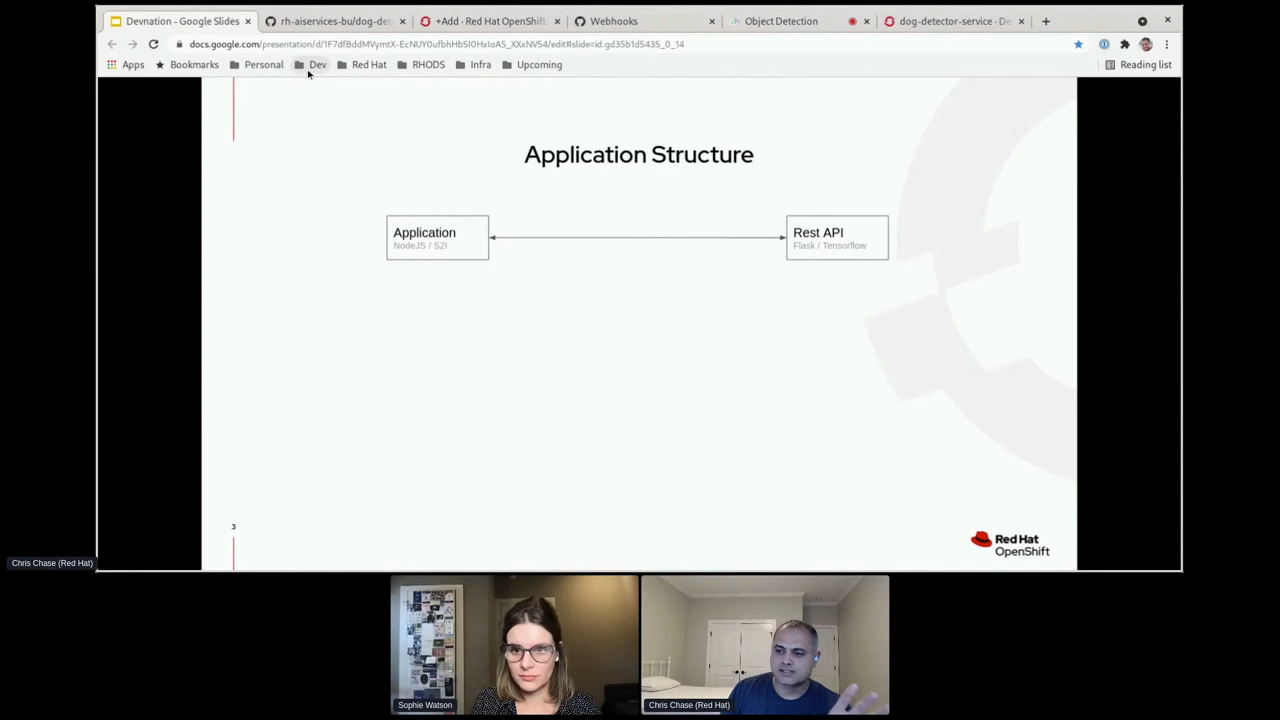 Devnation - Google Slides
rh-aiservices-bu/dog-det
+Add · Red Hat OpenShift
Webhooks
Object Detection
dog-detector-service · De
docs.google.com/presentation/d/1F7dfBddMVymtX-EcNUY0ufbhHbSI0HxIoAS_XXxNV54/edit#slide=id.gd35b1d5435_0_14
Apps
Bookmarks
Personal
Dev
Red Hat
RHODS
Infra
Upcoming
Reading list
Application Structure
Application
NodeJS / S2I
Rest API
Flask / Tensorflow
3
Red Hat
OpenShift
Chris Chase (Red Hat)
Sophie Watson
Chris Chase (Red Hat)